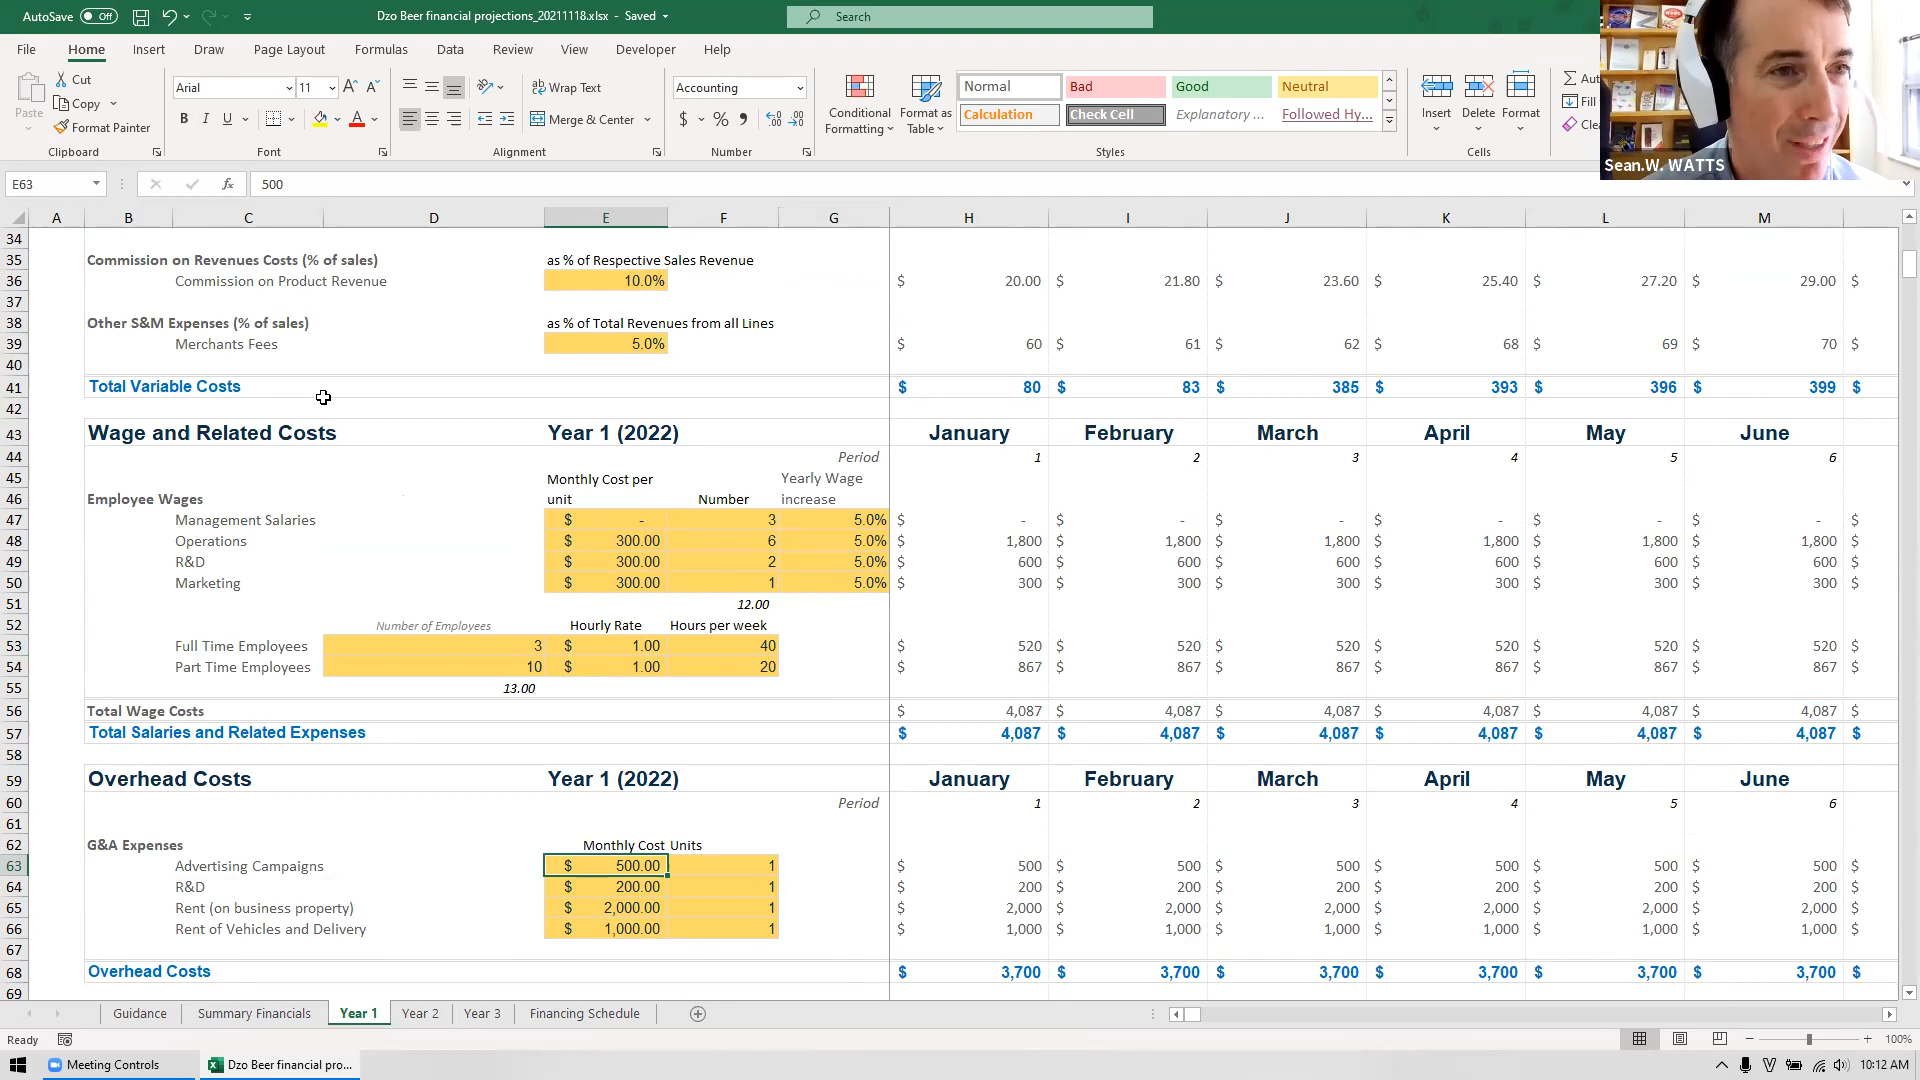 AutoSave Off Dzo Beer financial projections_20211118.xlsx - Saved Search
File Home Insert Draw Page Layout Formulas Data Review View Developer Help
Cut
Copy
Format Painter
Paste
Clipboard
Arial 11
Font
Wrap Text
Merge & Center
Alignment
Accounting
Number
Conditional Formatting
Format as Table
Normal Bad Good Neutral
Calculation Check Cell Explanatory ... Followed Hy...
Styles
Insert Delete Format
Cells
Aut
Fill
Clea
Sean.W. WATTS
E63 fx 500
A B C D E F G H I J K L M
34
35 Commission on Revenues Costs (% of sales) as % of Respective Sales Revenue
36 Commission on Product Revenue 10.0% $ 20.00 $ 21.80 $ 23.60 $ 25.40 $ 27.20 $ 29.00 $
37
38 Other S&M Expenses (% of sales) as % of Total Revenues from all Lines
39 Merchants Fees 5.0% $ 60 $ 61 $ 62 $ 68 $ 69 $ 70 $
40
41 Total Variable Costs $ 80 $ 83 $ 385 $ 393 $ 396 $ 399 $
42
43 Wage and Related Costs Year 1 (2022) January February March April May June
44 Period 1 2 3 4 5 6
45 Monthly Cost per Yearly Wage
46 Employee Wages unit Number increase
47 Management Salaries $ - 3 5.0% $ - $ - $ - $ - $ - $ - $
48 Operations $ 300.00 6 5.0% $ 1,800 $ 1,800 $ 1,800 $ 1,800 $ 1,800 $ 1,800 $
49 R&D $ 300.00 2 5.0% $ 600 $ 600 $ 600 $ 600 $ 600 $ 600 $
50 Marketing $ 300.00 1 5.0% $ 300 $ 300 $ 300 $ 300 $ 300 $ 300 $
51 12.00
52 Number of Employees Hourly Rate Hours per week
53 Full Time Employees 3 $ 1.00 40 $ 520 $ 520 $ 520 $ 520 $ 520 $ 520 $
54 Part Time Employees 10 $ 1.00 20 $ 867 $ 867 $ 867 $ 867 $ 867 $ 867 $
55 13.00
56 Total Wage Costs $ 4,087 $ 4,087 $ 4,087 $ 4,087 $ 4,087 $ 4,087 $
57 Total Salaries and Related Expenses $ 4,087 $ 4,087 $ 4,087 $ 4,087 $ 4,087 $ 4,087 $
58
59 Overhead Costs Year 1 (2022) January February March April May June
60 Period 1 2 3 4 5 6
61
62 G&A Expenses Monthly Cost Units
63 Advertising Campaigns $ 500.00 1 $ 500 $ 500 $ 500 $ 500 $ 500 $ 500 $
64 R&D $ 200.00 1 $ 200 $ 200 $ 200 $ 200 $ 200 $ 200 $
65 Rent (on business property) $ 2,000.00 1 $ 2,000 $ 2,000 $ 2,000 $ 2,000 $ 2,000 $ 2,000 $
66 Rent of Vehicles and Delivery $ 1,000.00 1 $ 1,000 $ 1,000 $ 1,000 $ 1,000 $ 1,000 $ 1,000 $
67
68 Overhead Costs $ 3,700 $ 3,700 $ 3,700 $ 3,700 $ 3,700 $ 3,700 $
69
Guidance Summary Financials Year 1 Year 2 Year 3 Financing Schedule
Ready 100%
Meeting Controls Dzo Beer financial pro... 10:12 AM